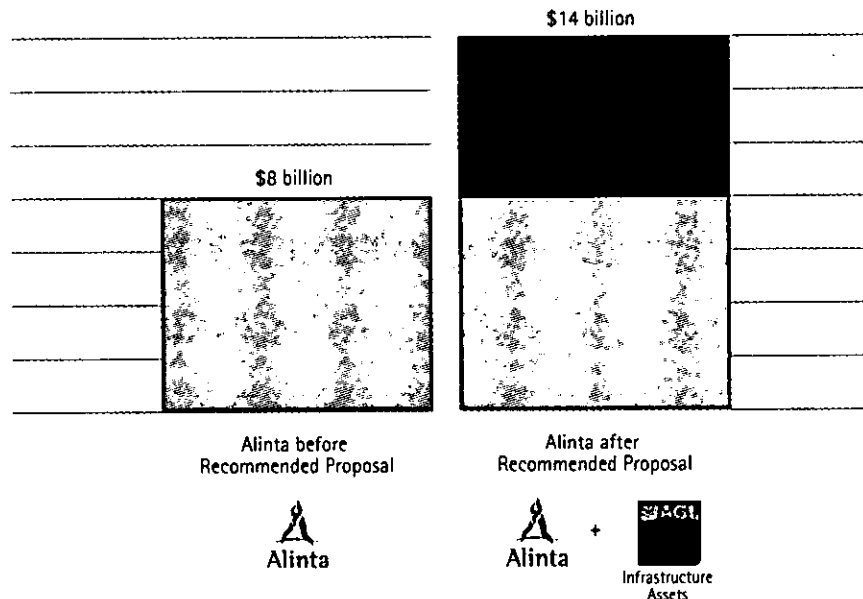 $14 billion
$8 billion
Alinta before
Recommended Proposal
Alinta after
Recommended Proposal
Alinta
Alinta
+
AGL
Infrastructure
Assets